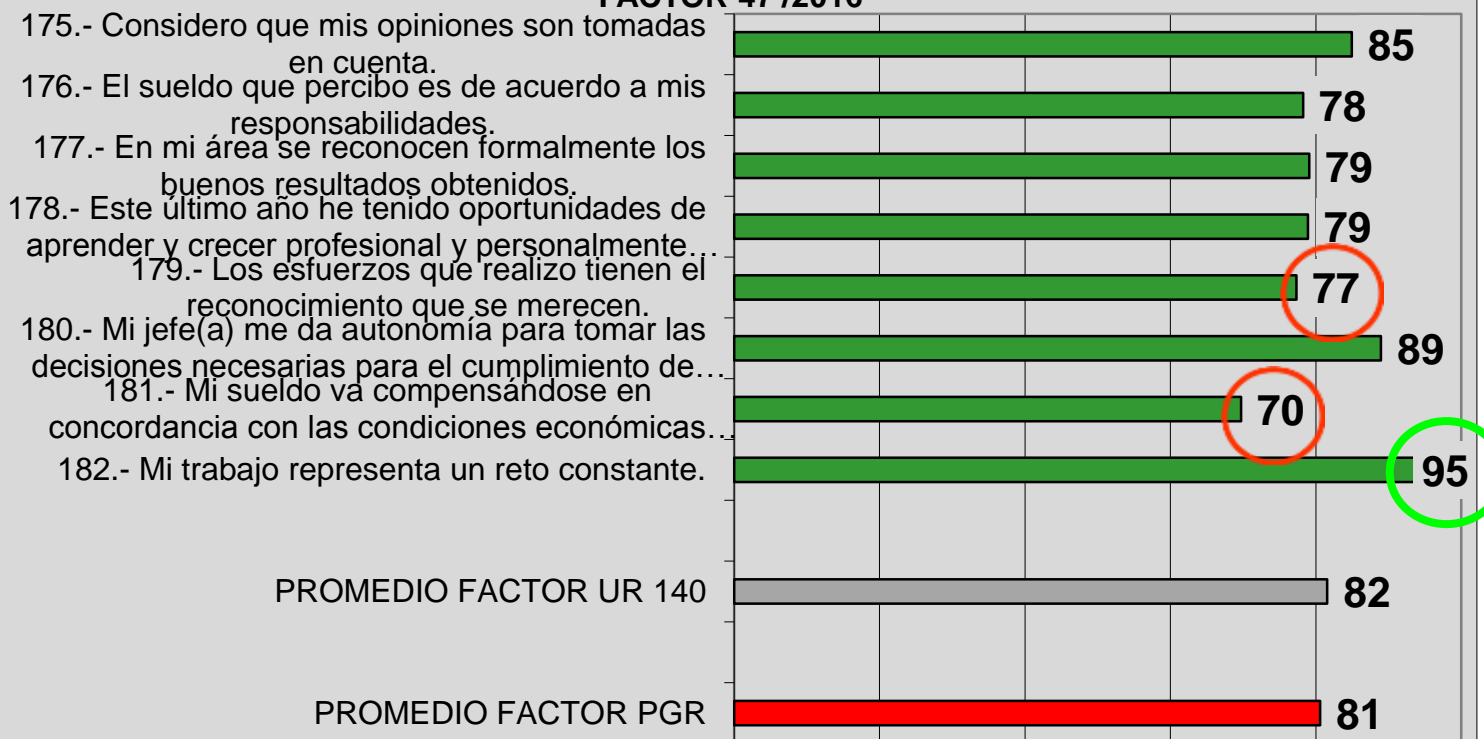 FACTOR 47 /2016
175.- Considero que mis opiniones son tomadas
en cuenta.
85
176.- El sueldo que percibo es de acuerdo a mis
responsabilidades.
78
177.- En mi área se reconocen formalmente los
buenos resultados obtenidos.
79
178.- Este último año he tenido oportunidades de
aprender y crecer profesional y personalmente…
79
179.- Los esfuerzos que realizo tienen el
reconocimiento que se merecen.
77
180.- Mi jefe(a) me da autonomía para tomar las
decisiones necesarias para el cumplimiento de…
89
181.- Mi sueldo va compensándose en
concordancia con las condiciones económicas…
70
182.- Mi trabajo representa un reto constante.
95
PROMEDIO FACTOR UR 140
82
PROMEDIO FACTOR PGR
81